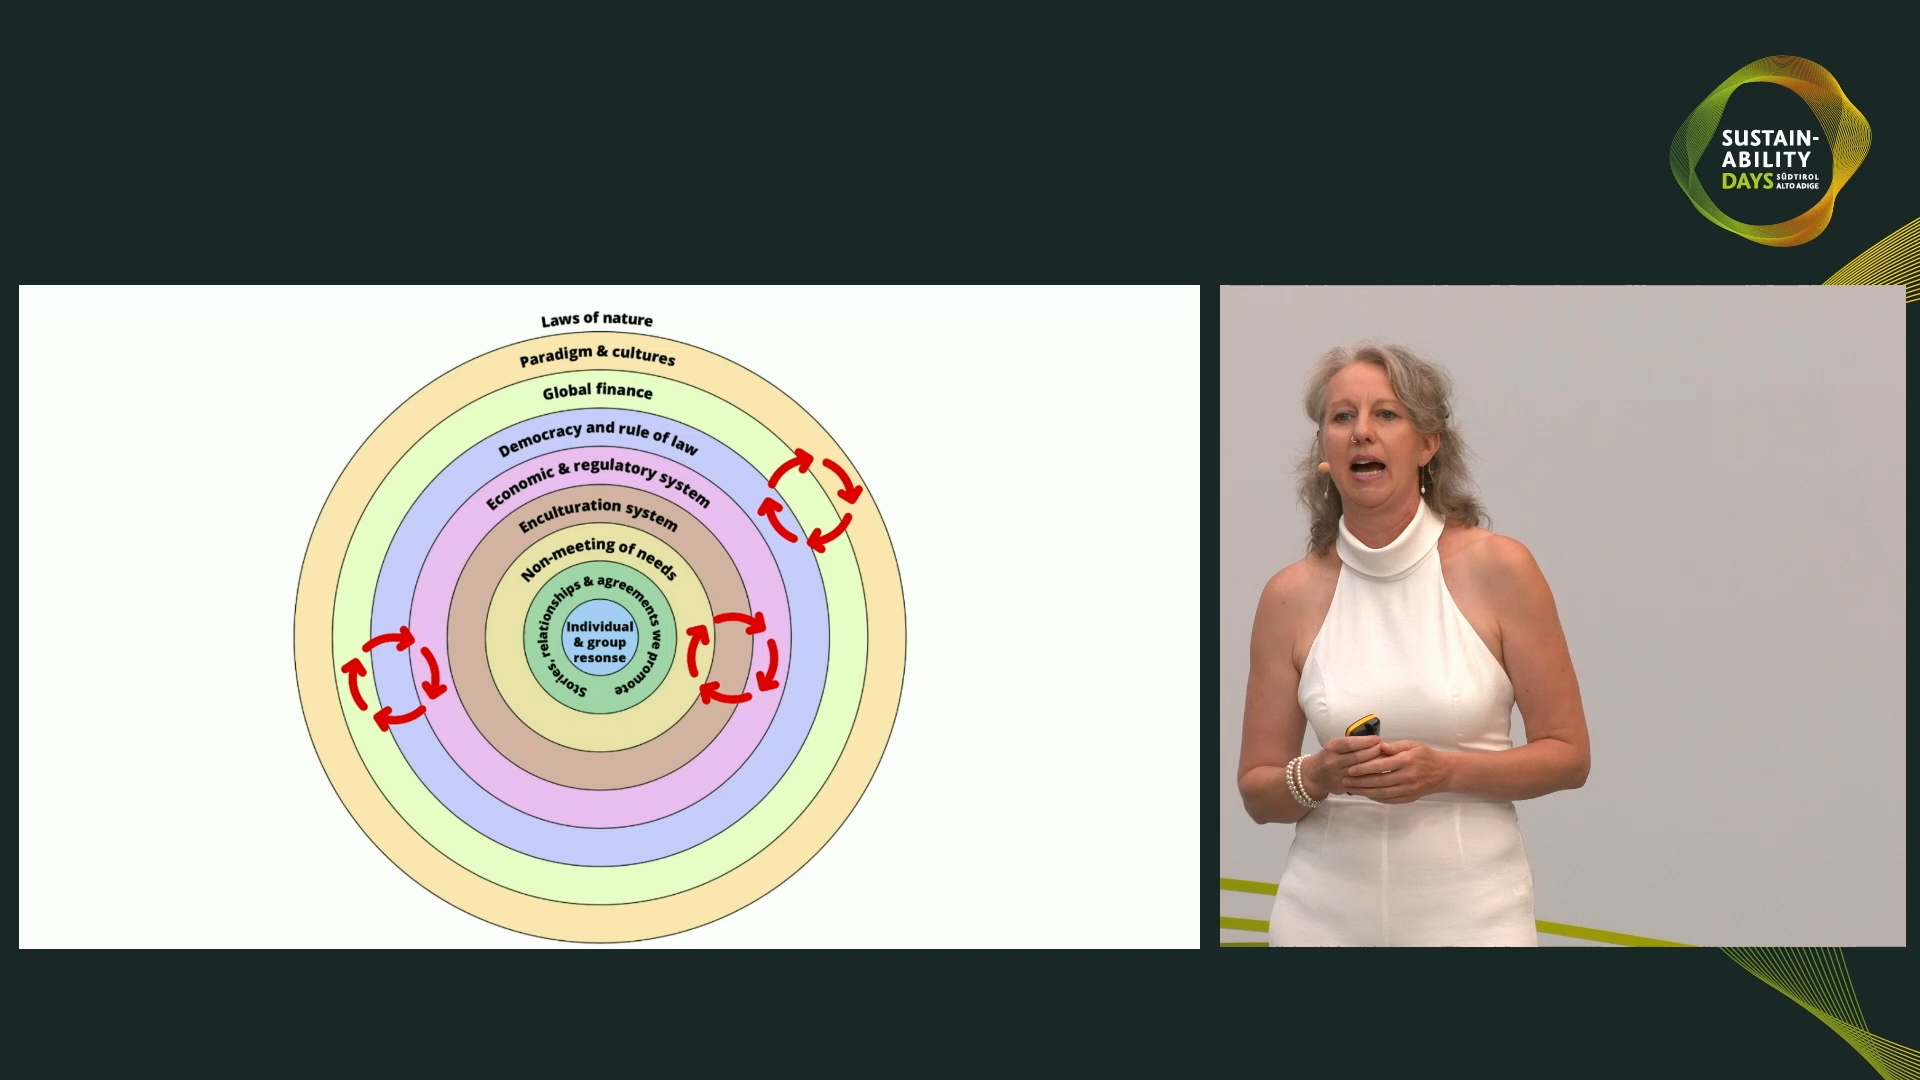 SUSTAIN-
ABILITY
DAYS SÜDTIROL
ALTO ADIGE
Laws of nature
Paradigm & cultures
Global finance
Democracy and rule of law
Economic & regulatory system
Enculturation system
Non-meeting of needs
Stories, relationships & agreements we promote
Individual
& group
resonse